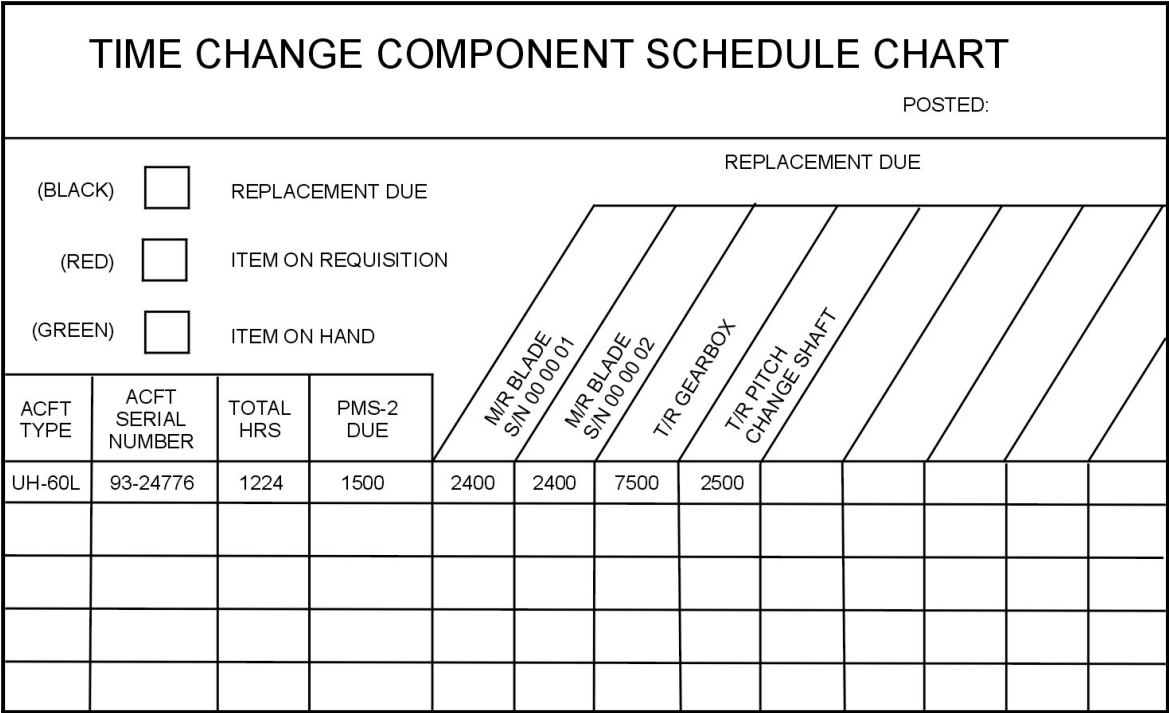 TIME CHANGE COMPONENT SCHEDULE CHART
POSTED:
REPLACEMENT DUE
(BLACK) REPLACEMENT DUE
(RED) ITEM ON REQUISITION
(GREEN) ITEM ON HAND
M/R BLADE
S/N 00 00 01
M/R BLADE
S/N 00 00 02
T/R GEARBOX
T/R PITCH
CHANGE SHAFT
ACFT
TYPE
ACFT
SERIAL
NUMBER
TOTAL
HRS
PMS-2
DUE
UH-60L 93-24776 1224 1500 2400 2400 7500 2500